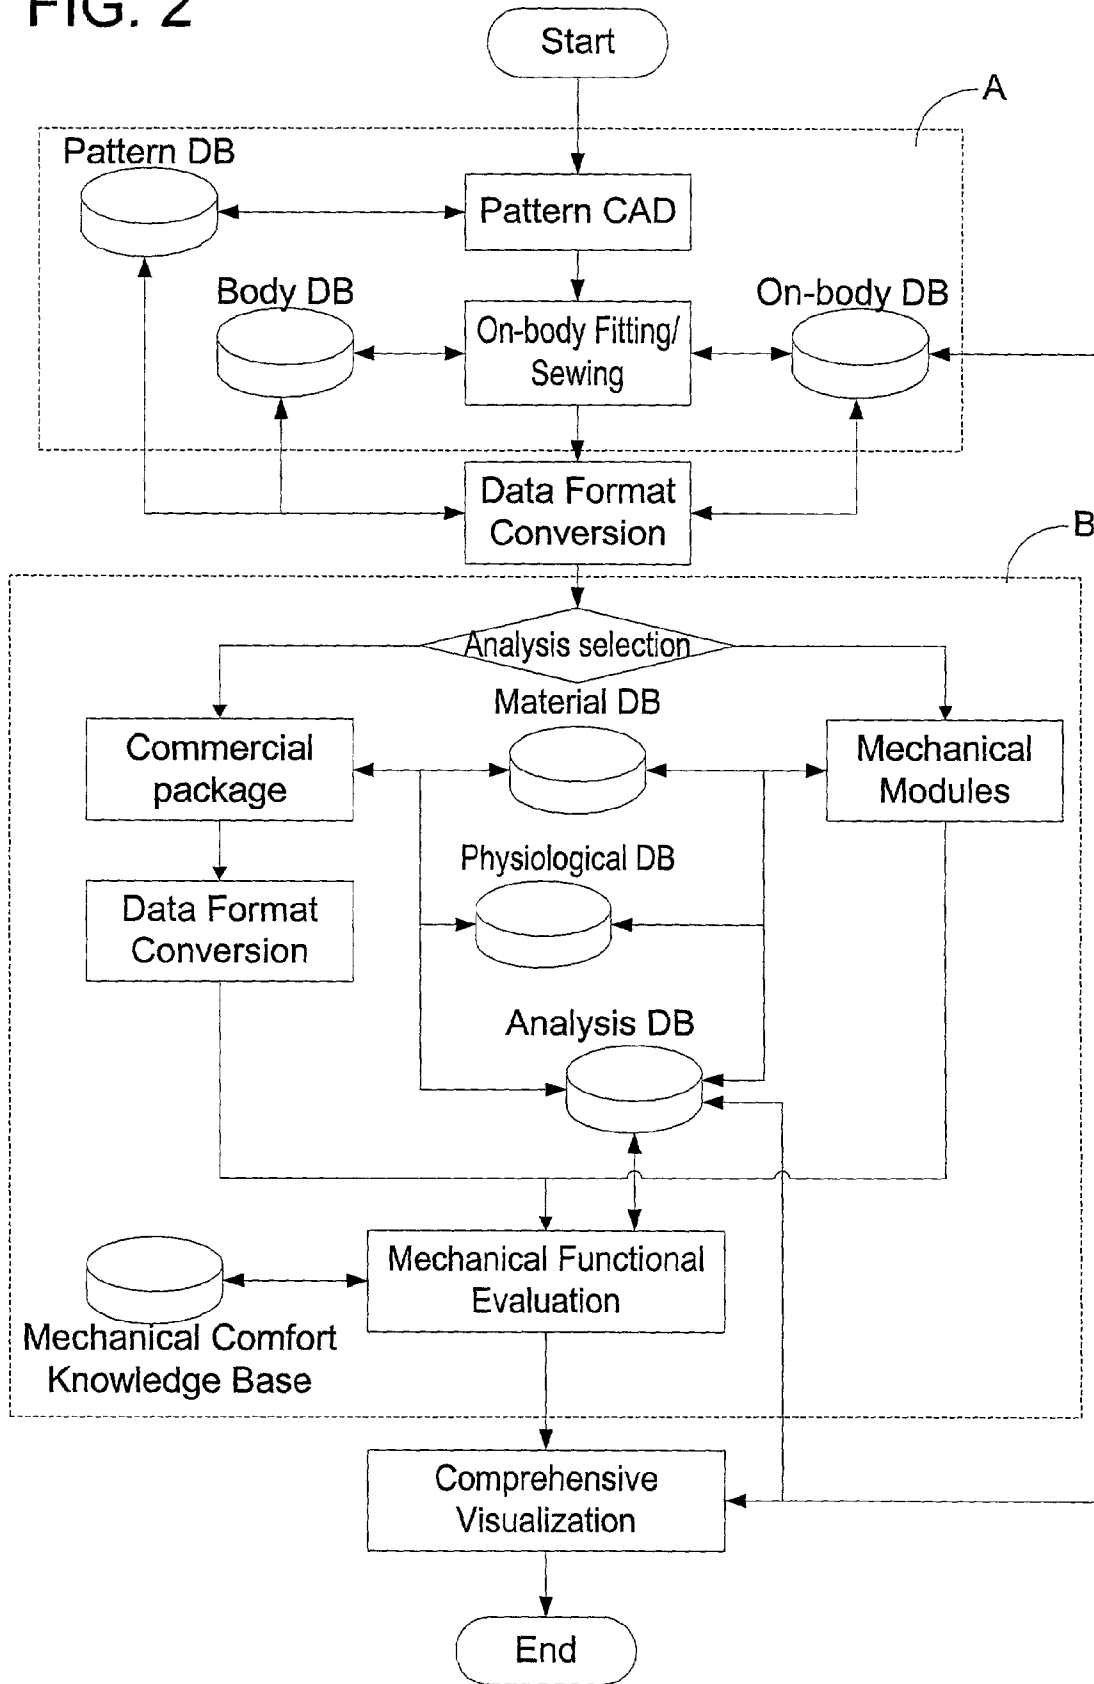 FIG. 2
Start
A
Pattern DB
Pattern CAD
Body DB
On-body Fitting/
Sewing
On-body DB
Data Format
Conversion
B
Analysis selection
Material DB
Commercial
package
Mechanical
Modules
Physiological DB
Data Format
Conversion
Analysis DB
Mechanical Functional
Evaluation
Mechanical Comfort
Knowledge Base
Comprehensive
Visualization
End